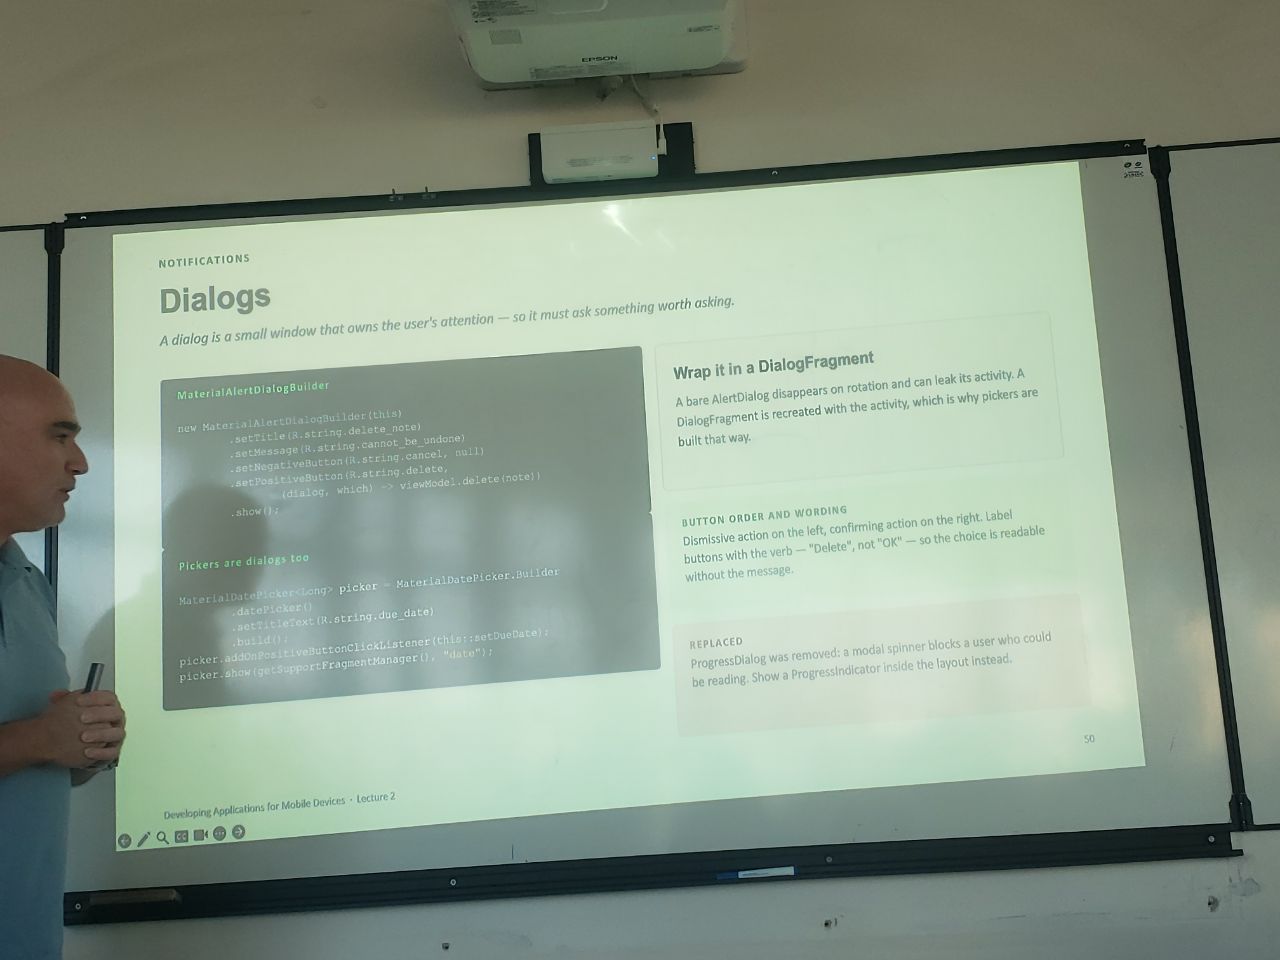 EPSON
NOTIFICATIONS
Dialogs
A dialog is a small window that owns the user's attention — so it must ask something worth asking.
MaterialAlertDialogBuilder
new MaterialAlertDialogBuilder(this)
.setTitle(R.string.delete_note)
.setMessage(R.string.cannot_be_undone)
.setNegativeButton(R.string.cancel, null)
.setPositiveButton(R.string.delete,
(dialog, which) -> viewModel.delete(note))
.show();
Pickers are dialogs too
MaterialDatePicker<Long> picker = MaterialDatePicker.Builder
.datePicker()
.setTitleText(R.string.due_date)
.build();
picker.addOnPositiveButtonClickListener(this::setDueDate);
picker.show(getSupportFragmentManager(), "date");
Wrap it in a DialogFragment
A bare AlertDialog disappears on rotation and can leak its activity. A
DialogFragment is recreated with the activity, which is why pickers are
built that way.
BUTTON ORDER AND WORDING
Dismissive action on the left, confirming action on the right. Label
buttons with the verb — "Delete", not "OK" — so the choice is readable
without the message.
REPLACED
ProgressDialog was removed: a modal spinner blocks a user who could
be reading. Show a ProgressIndicator inside the layout instead.
50
Developing Applications for Mobile Devices · Lecture 2